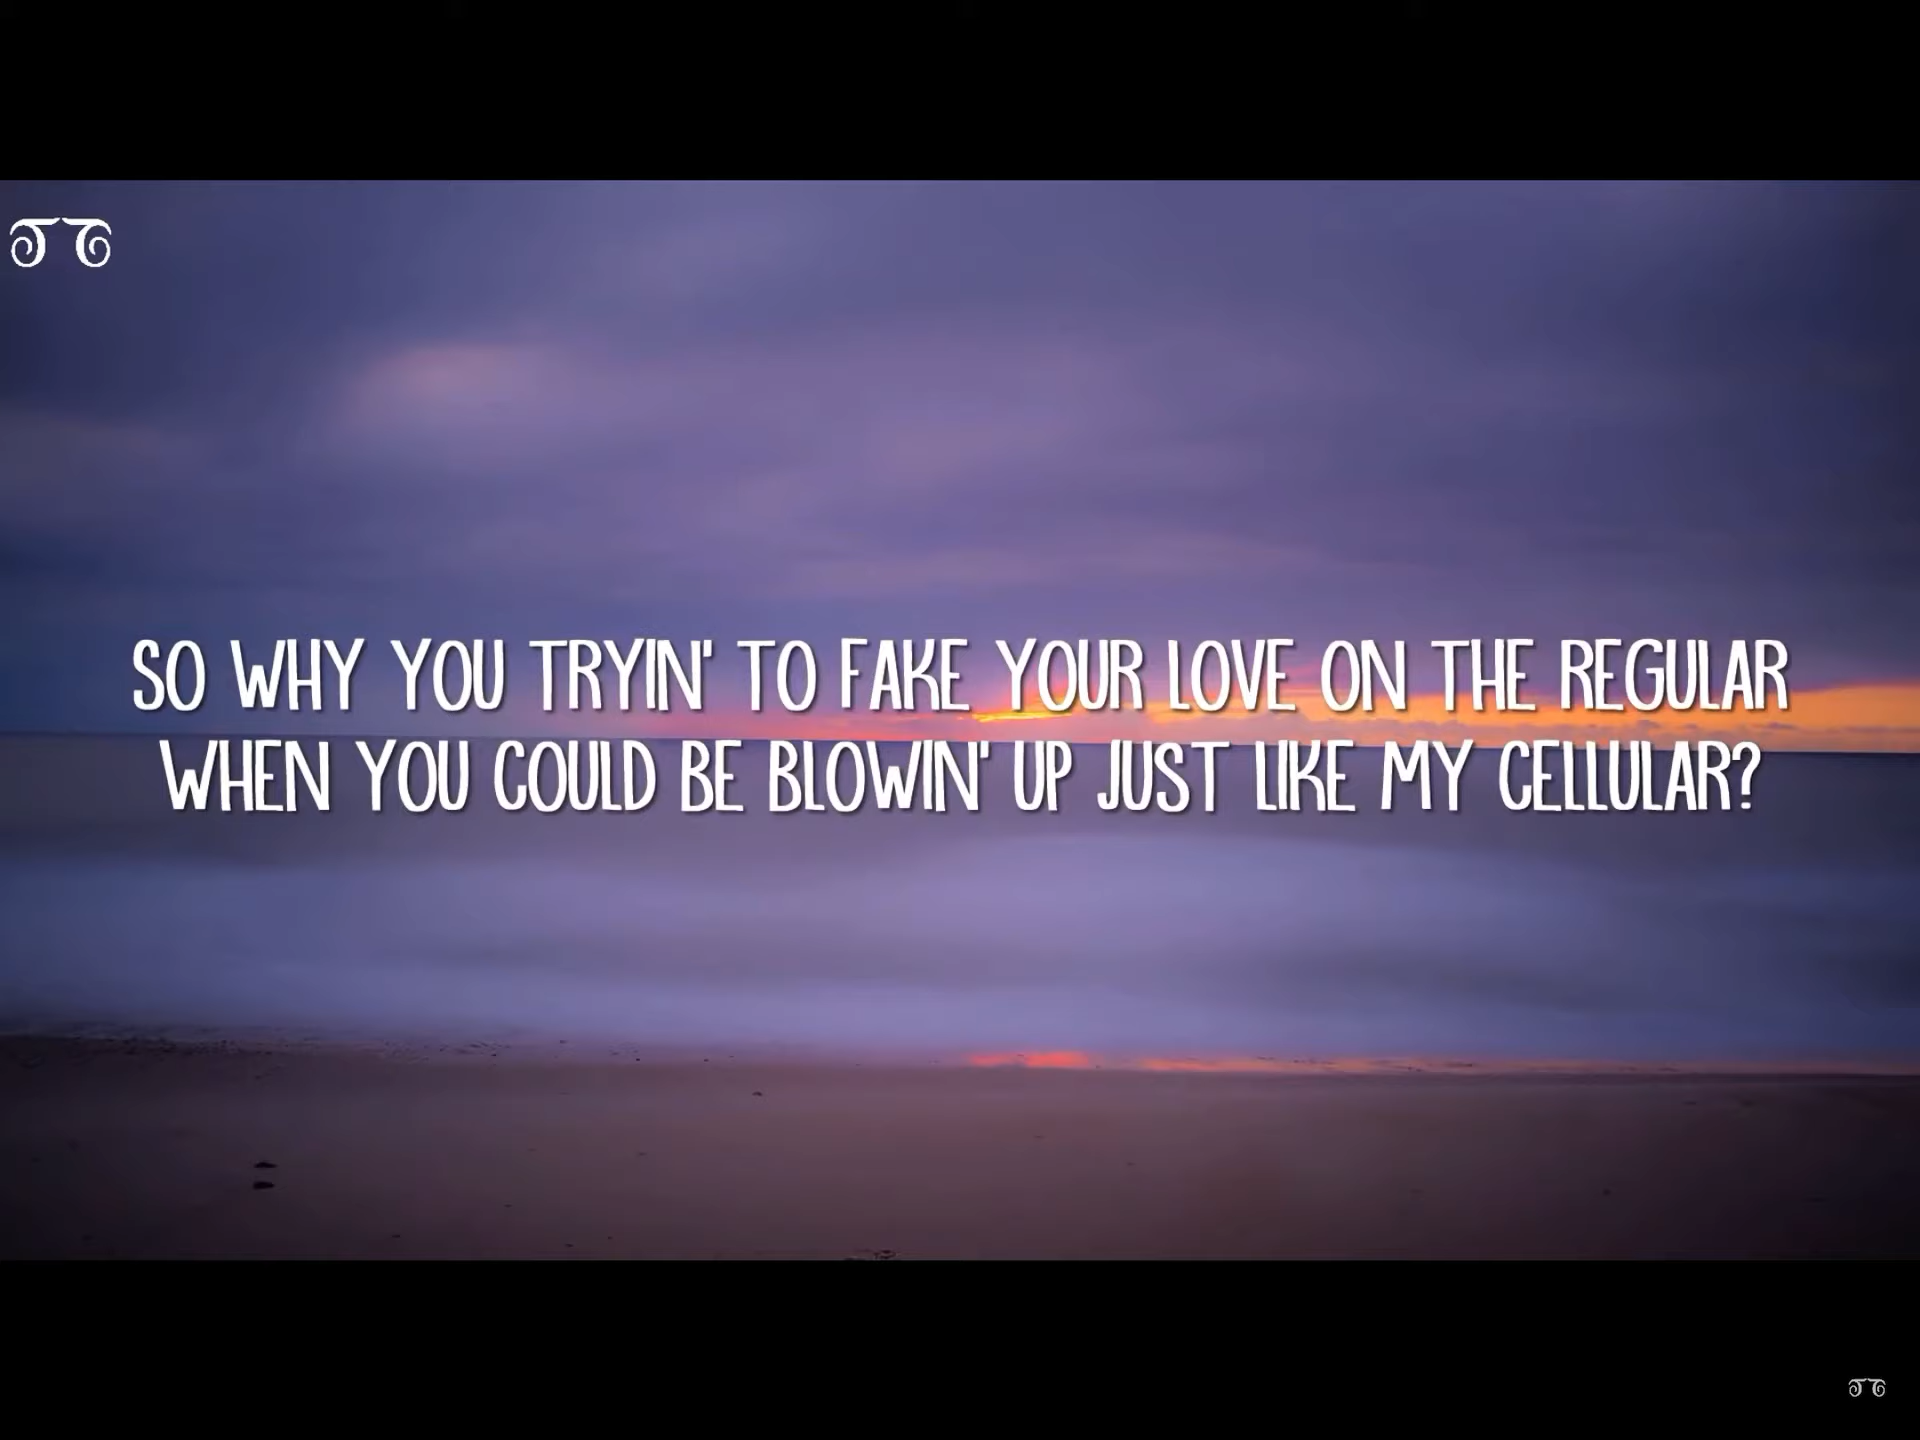 SO WHY YOU TRYIN' TO FAKE YOUR LOVE ON THE REGULAR
WHEN YOU COULD BE BLOWIN' UP JUST LIKE MY CELLULAR?